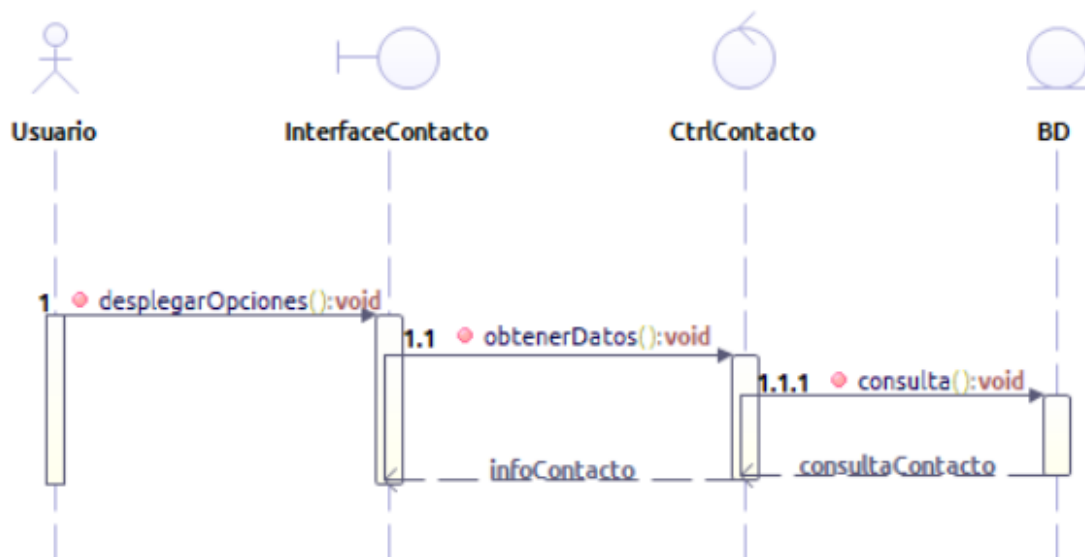 Usuario
InterfaceContacto
CtrlContacto
BD
1 desplegarOpciones():void
1.1 obtenerDatos():void
1.1.1 consulta():void
infoContacto
consultaContacto